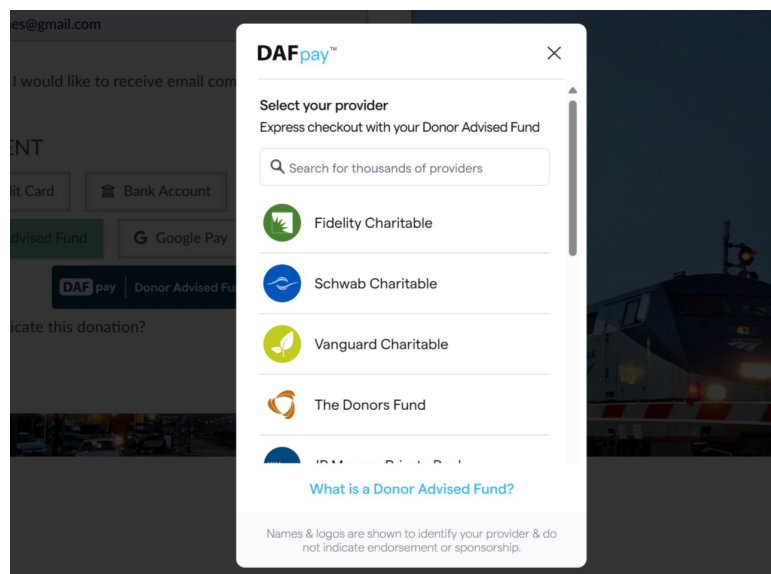 es@gmail.com
I would like to receive email com
ENT
dit Card
Bank Account
dvised Fund
G Google Pay
DAF pay | Donor Advised Fu
icate this donation?
DAFpay™
Select your provider
Express checkout with your Donor Advised Fund
Search for thousands of providers
Fidelity Charitable
Schwab Charitable
Vanguard Charitable
The Donors Fund
What is a Donor Advised Fund?
Names & logos are shown to identify your provider & do
not indicate endorsement or sponsorship.